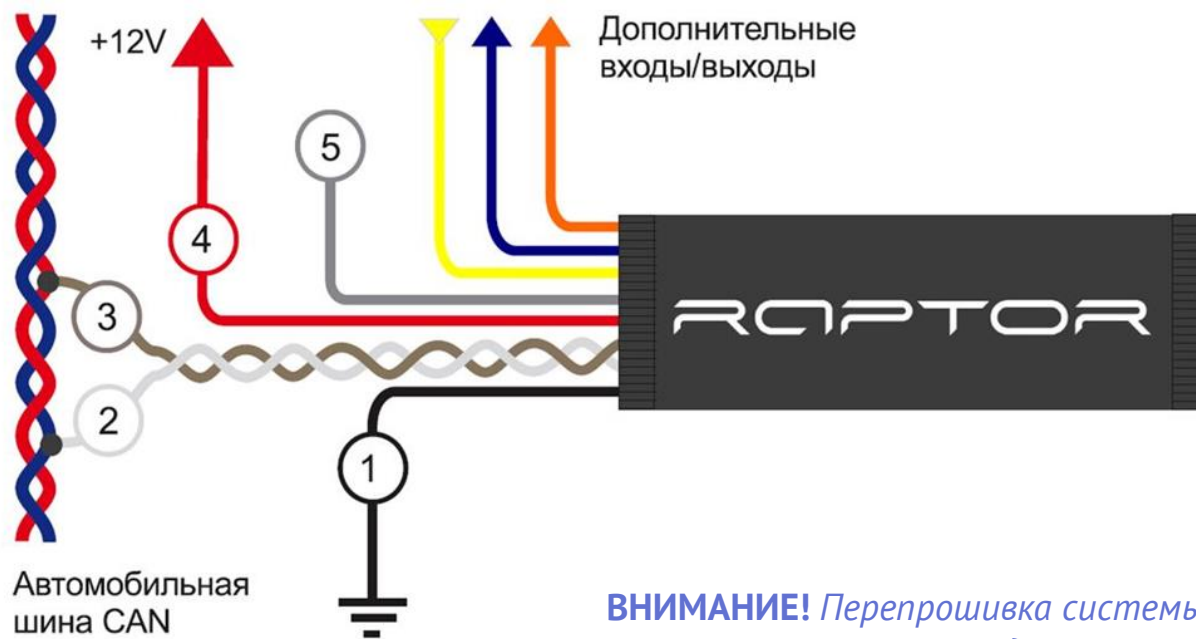 +12V
Дополнительные
входы/выходы
5
4
3
2
1
RAPTOR
Автомобильная
шина CAN
ВНИМАНИЕ! Перепрошивка системы